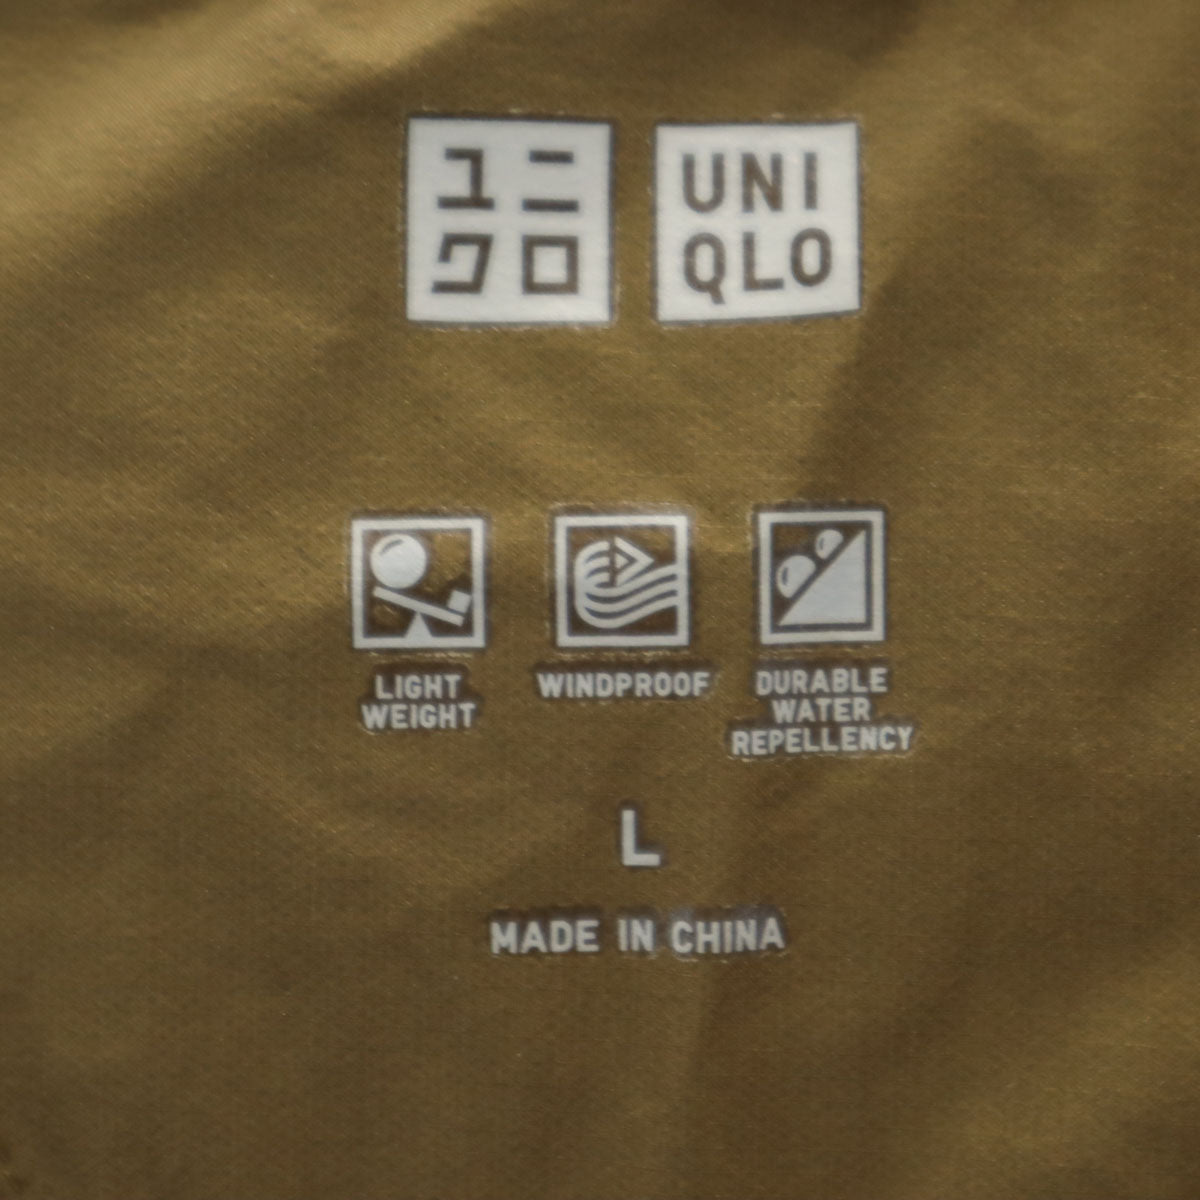 ユニ
クロ
UNI
QLO
LIGHT
WEIGHT
WINDPROOF
DURABLE
WATER
REPELLENCY
L
MADE IN CHINA